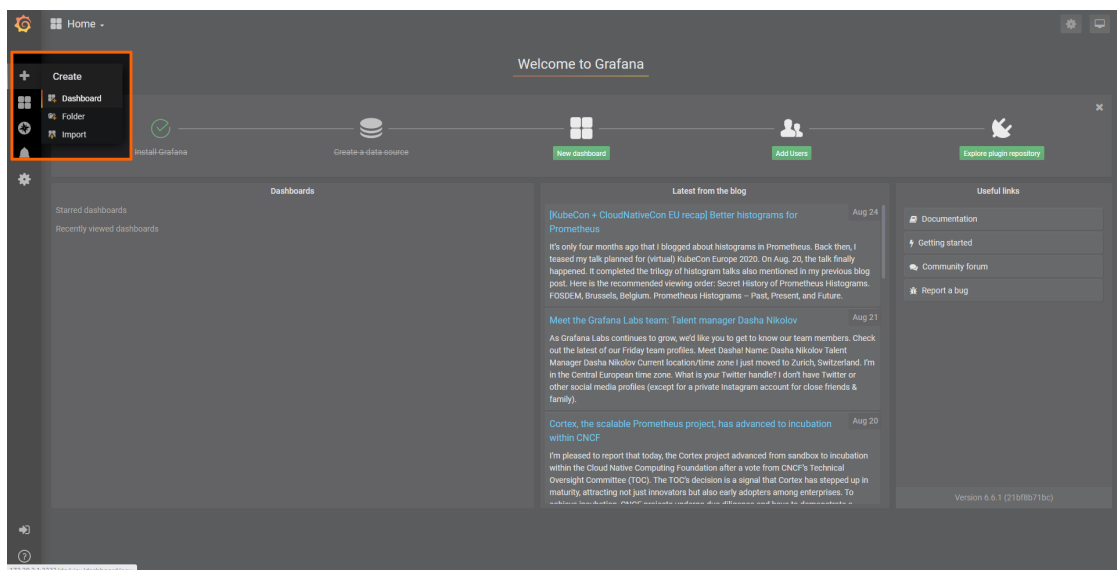 Home
Welcome to Grafana
Create
Dashboard
Folder
Import
Install Grafana
Create a data source
New dashboard
Add Users
Explore plugin repository
Dashboards
Starred dashboards
Recently viewed dashboards
Latest from the blog
[KubeCon + CloudNativeCon EU recap] Better histograms for
Prometheus
Aug 24
It's only four months ago that I blogged about histograms in Prometheus. Back then, I
teased my talk planned for (virtual) KubeCon Europe 2020. On Aug. 20, the talk finally
happened. It completed the trilogy of histogram talks also mentioned in my previous blog
post. Here is the recommended viewing order: Secret History of Prometheus Histograms.
FOSDEM, Brussels, Belgium. Prometheus Histograms – Past, Present, and Future.
Meet the Grafana Labs team: Talent manager Dasha Nikolov
Aug 21
As Grafana Labs continues to grow, we'd like you to get to know our team members. Check
out the latest of our Friday team profiles. Meet Dasha! Name: Dasha Nikolov Talent
Manager Dasha Nikolov Current location/time zone I just moved to Zurich, Switzerland. I'm
in the Central European time zone. What is your Twitter handle? I don't have Twitter or
other social media profiles (except for a private Instagram account for close friends &
family).
Cortex, the scalable Prometheus project, has advanced to incubation
within CNCF
Aug 20
I'm pleased to report that today, the Cortex project advanced from sandbox to incubation
within the Cloud Native Computing Foundation after a vote from CNCF's Technical
Oversight Committee (TOC). The TOC's decision is a signal that Cortex has stepped up in
maturity, attracting not just innovators but also early adopters among enterprises. To
Useful links
Documentation
Getting started
Community forum
Report a bug
Version 6.6.1 (21bf8b71bc)